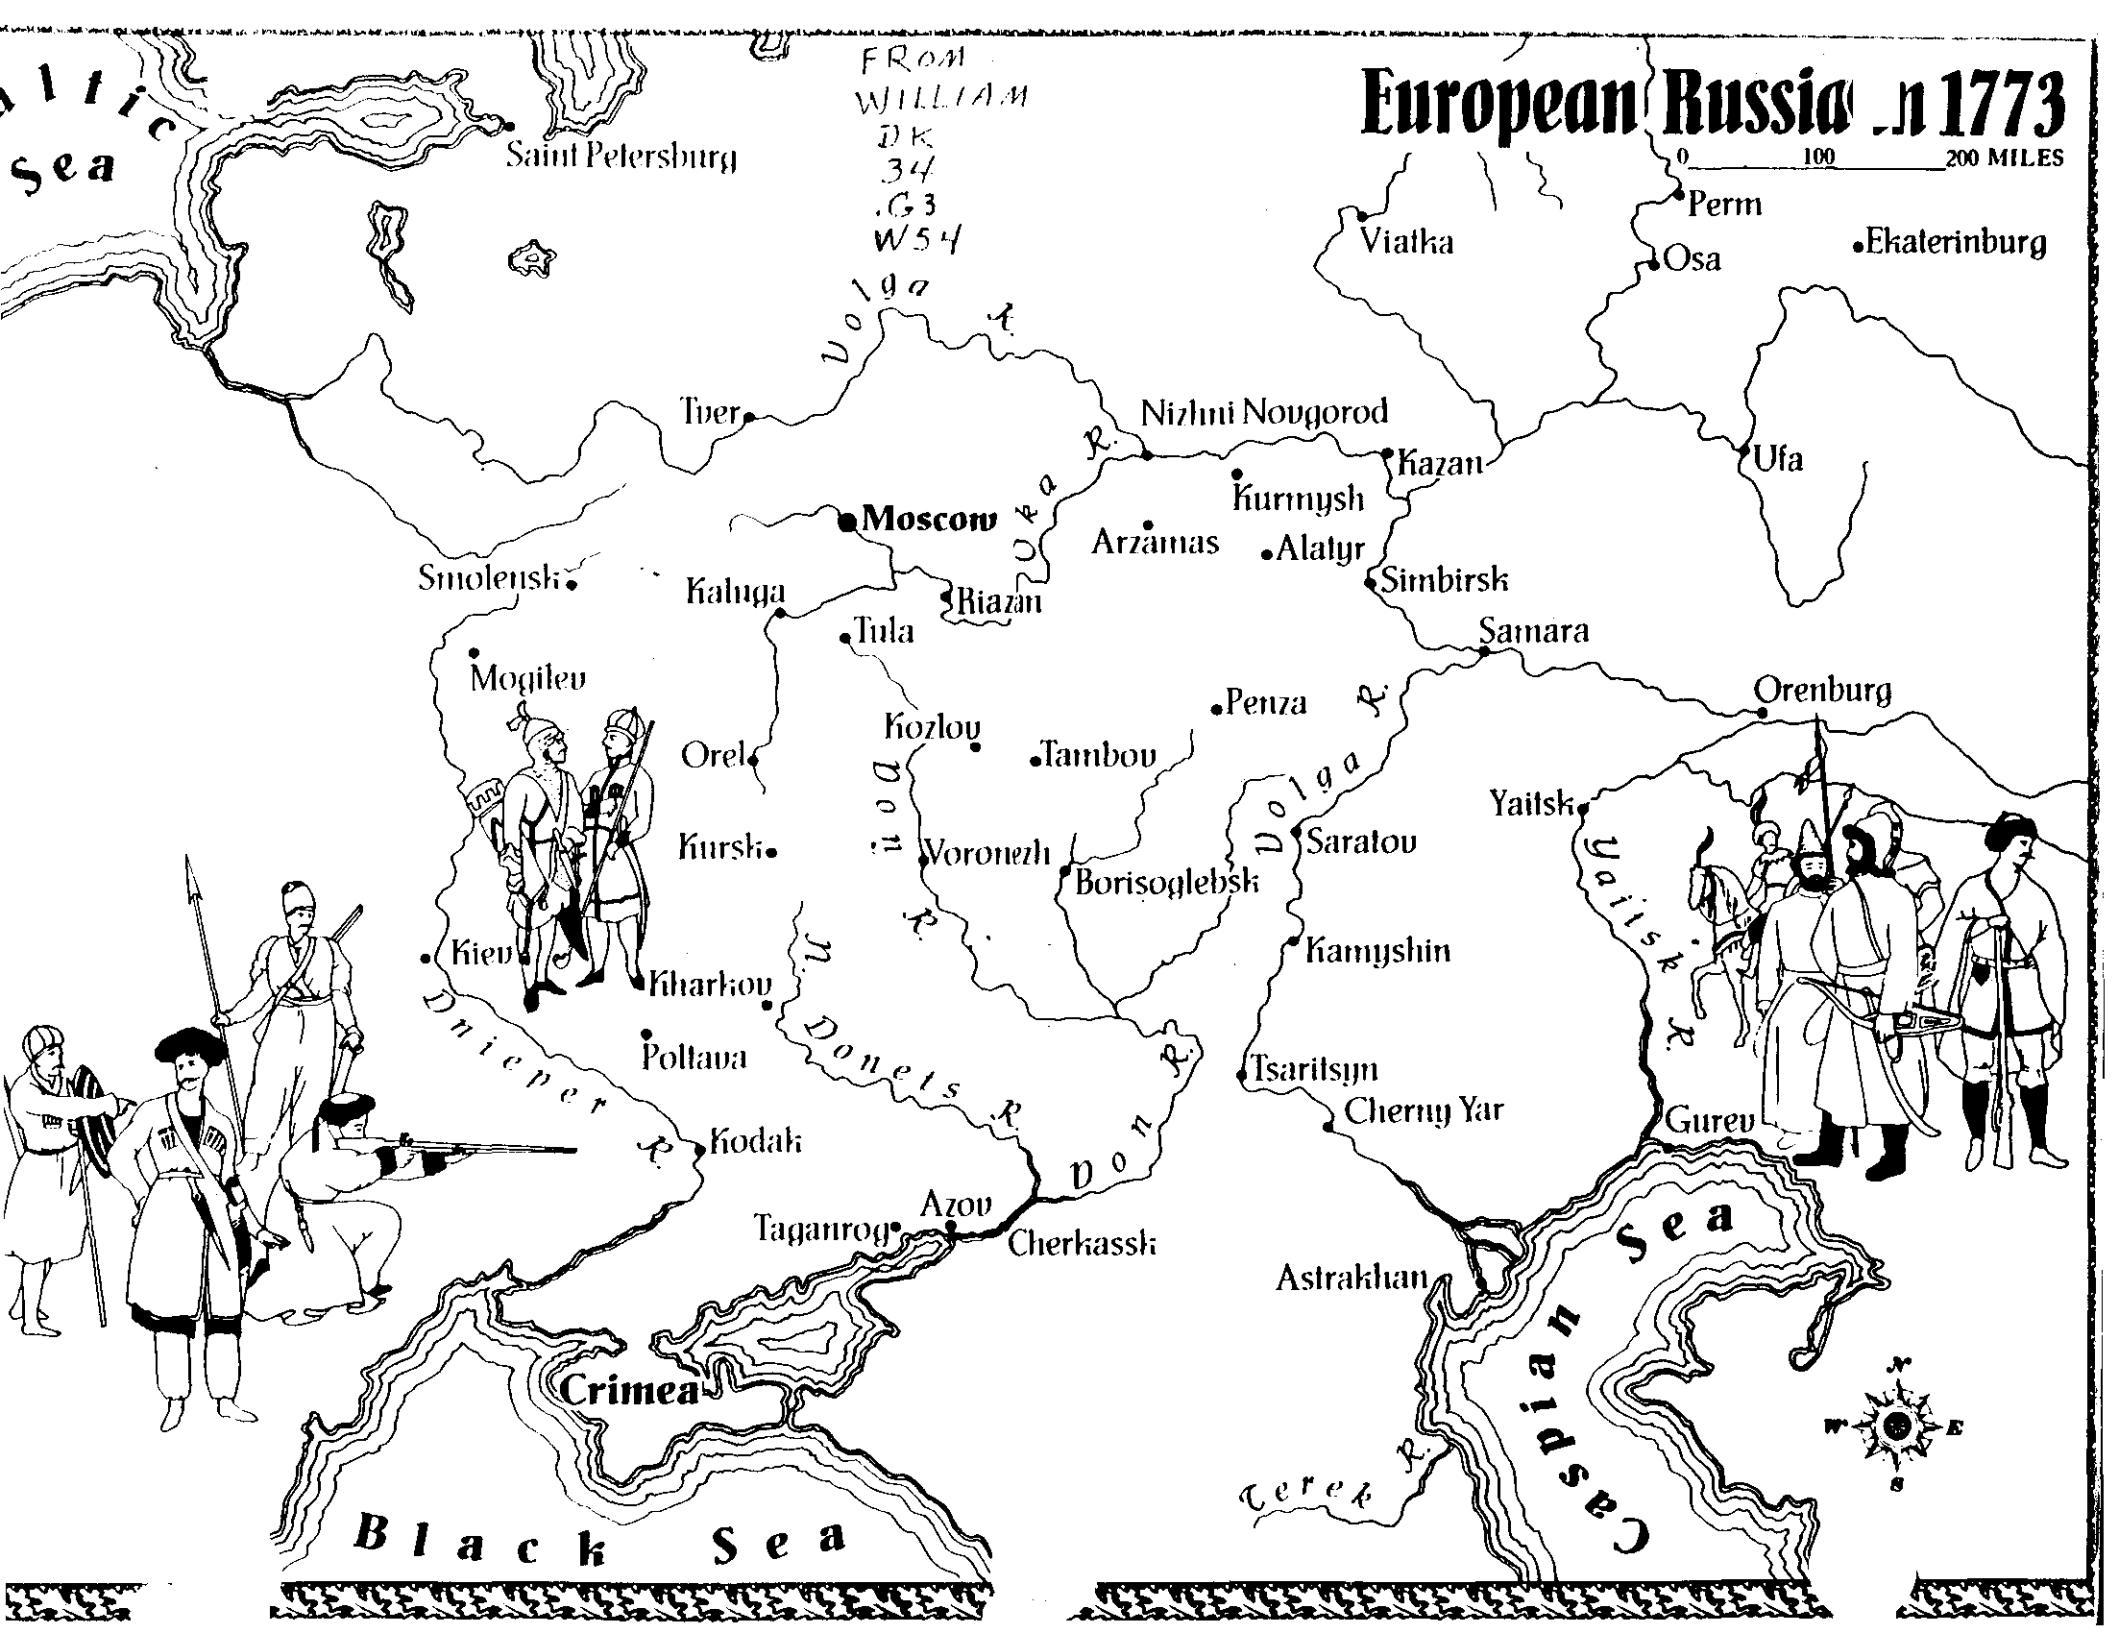 European Russia in 1773
0 100 200 MILES
FROM
WILLIAM
DK
34
.G3
W54
altic
Sea
Saint Petersburg
Perm
Viatka
Osa
Ekaterinburg
Volga R.
Tver
Nizhni Novgorod
Kazan
Ufa
Kurmysh
Moscow
Oka R.
Arzamas
Alatyr
Smolensk
Kaluga
Riazan
Simbirsk
Tula
Samara
Mogilev
Orenburg
Penza
Kozlov
Orel
Tambov
Volga R.
Yaitsk
Don R.
Kursk
Voronezh
Saratov
Borisoglebsk
Yaitsk R.
Kiev
Kamyshin
Kharkov
N. Donets R.
Dnieper R.
Poltava
Tsaritsyn
Cherny Yar
Gurev
Kodak
Don R.
Azov
Taganrog
Cherkassk
Astrakhan
Caspian Sea
Crimea
N
W E
S
Terek R.
Black Sea